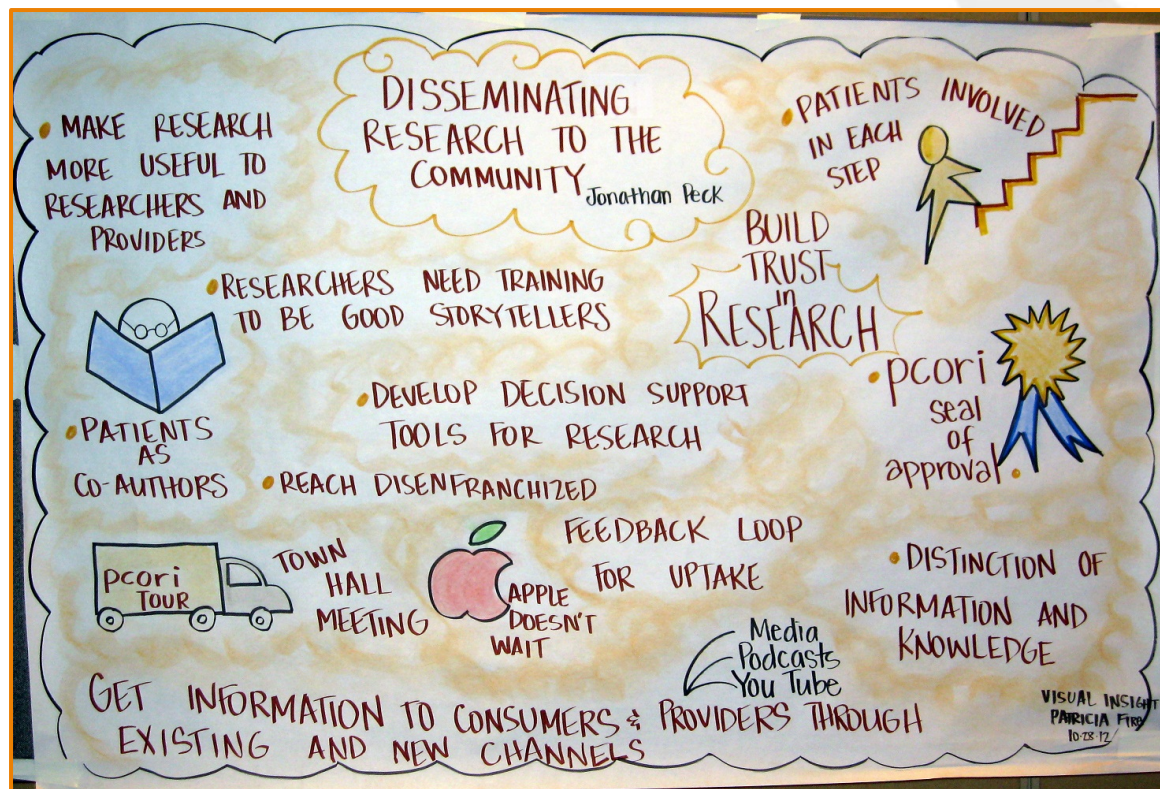 DISSEMINATING
RESEARCH TO THE
COMMUNITY
Jonathan Peck
• MAKE RESEARCH
MORE USEFUL TO
RESEARCHERS AND
PROVIDERS
• PATIENTS INVOLVED
IN EACH
STEP
BUILD
TRUST
in
RESEARCH
• RESEARCHERS NEED TRAINING
TO BE GOOD STORYTELLERS
• pcori
seal
of
approval
• DEVELOP DECISION SUPPORT
TOOLS FOR RESEARCH
• PATIENTS
AS
CO-AUTHORS
• REACH DISENFRANCHIZED
pcori
TOUR
TOWN
HALL
MEETING
APPLE
DOESN'T
WAIT
FEEDBACK LOOP
FOR UPTAKE
• DISTINCTION OF
INFORMATION AND
KNOWLEDGE
Media
Podcasts
You Tube
GET INFORMATION TO CONSUMERS & PROVIDERS THROUGH
EXISTING AND NEW CHANNELS
VISUAL INSIGHT
PATRICIA
10·28·12